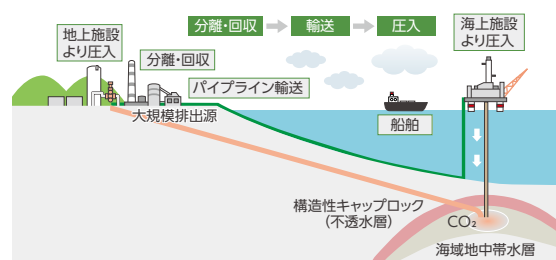 分離・回収
輸送
圧入
地上施設
より圧入
海上施設
より圧入
分離・回収
パイプライン輸送
大規模排出源
船舶
構造性キャップロック
（不透水層）
CO₂
海域地中帯水層